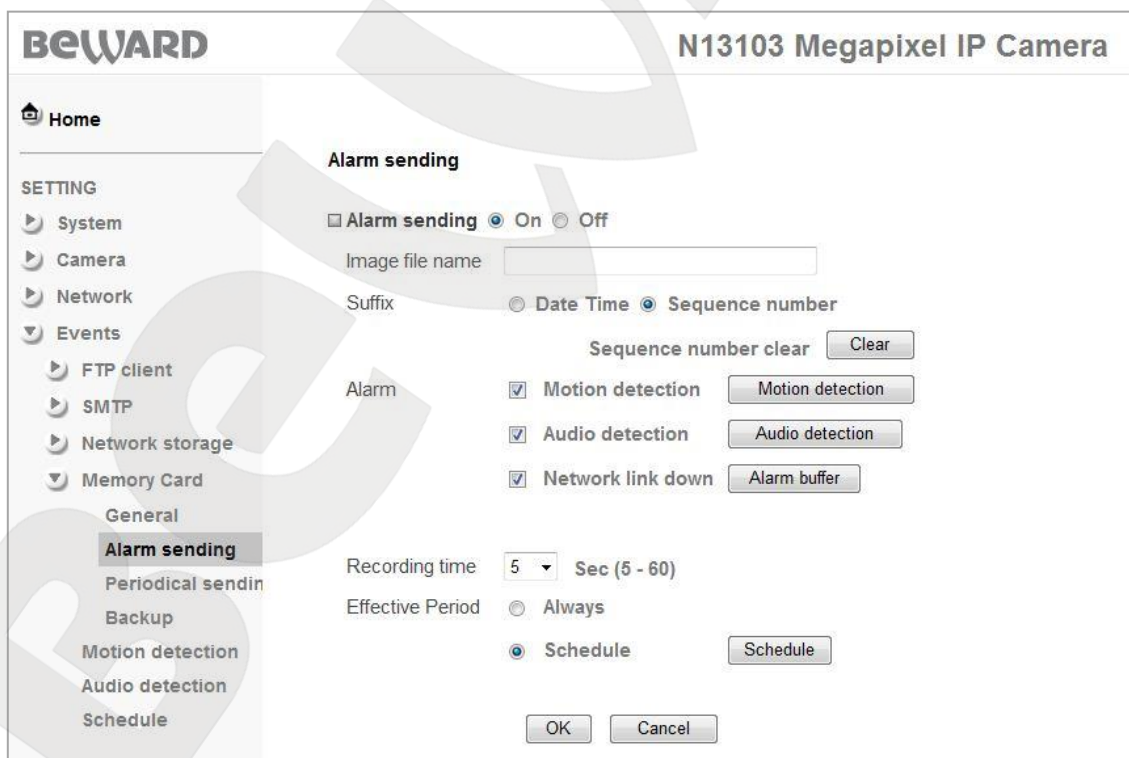 BEWARD
N13103 Megapixel IP Camera
Home
SETTING
System
Camera
Network
Events
FTP client
SMTP
Network storage
Memory Card
General
Alarm sending
Periodical sendin
Backup
Motion detection
Audio detection
Schedule
Alarm sending
Alarm sending On Off
Image file name
Suffix Date Time Sequence number
Sequence number clear Clear
Alarm Motion detection Motion detection
Audio detection Audio detection
Network link down Alarm buffer
Recording time 5 Sec (5 - 60)
Effective Period Always
Schedule Schedule
OK Cancel